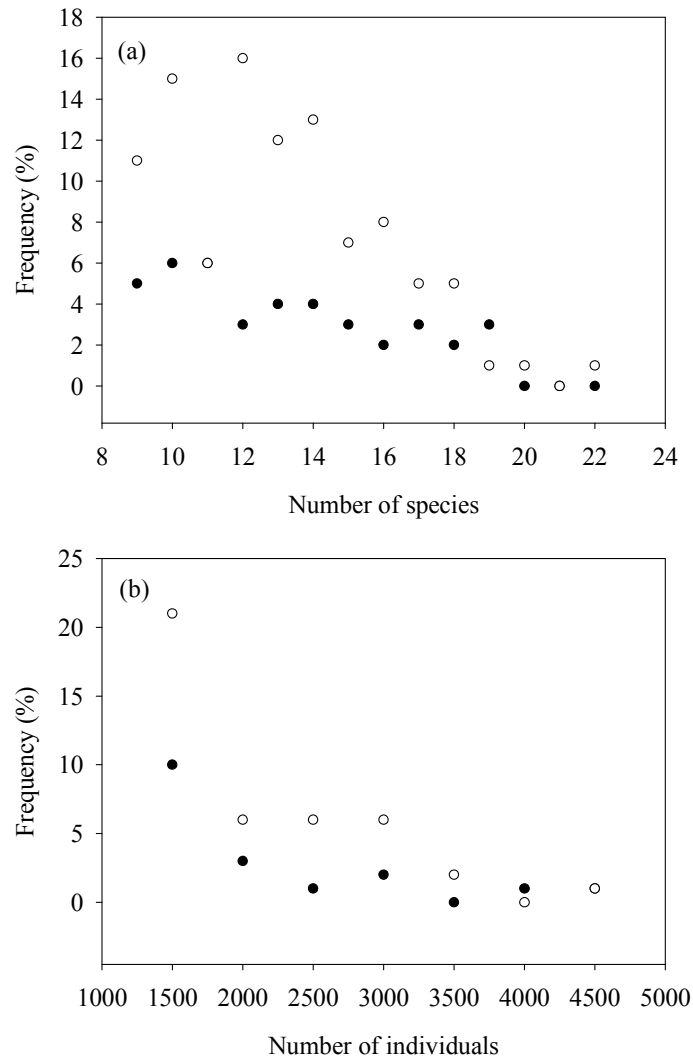 (a)
Frequency (%)
18
16
14
12
10
8
6
4
2
0
8 10 12 14 16 18 20 22 24
Number of species
(b)
Frequency (%)
25
20
15
10
5
0
1000 1500 2000 2500 3000 3500 4000 4500 5000
Number of individuals